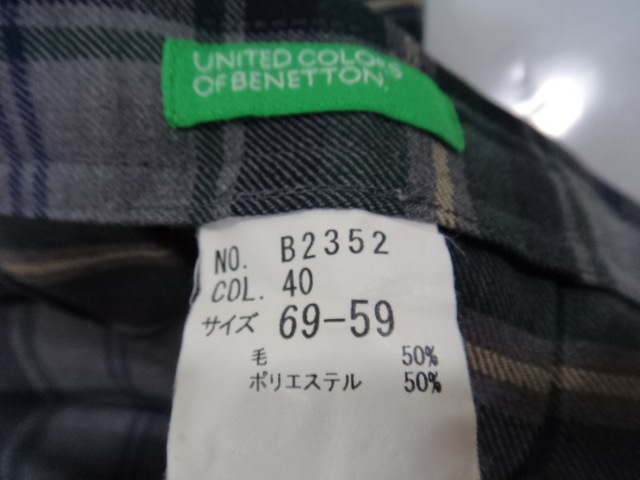 UNITED COLORS
OF BENETTON.
NO. B2352
COL. 40
サイズ 69-59
毛 50%
ポリエステル 50%